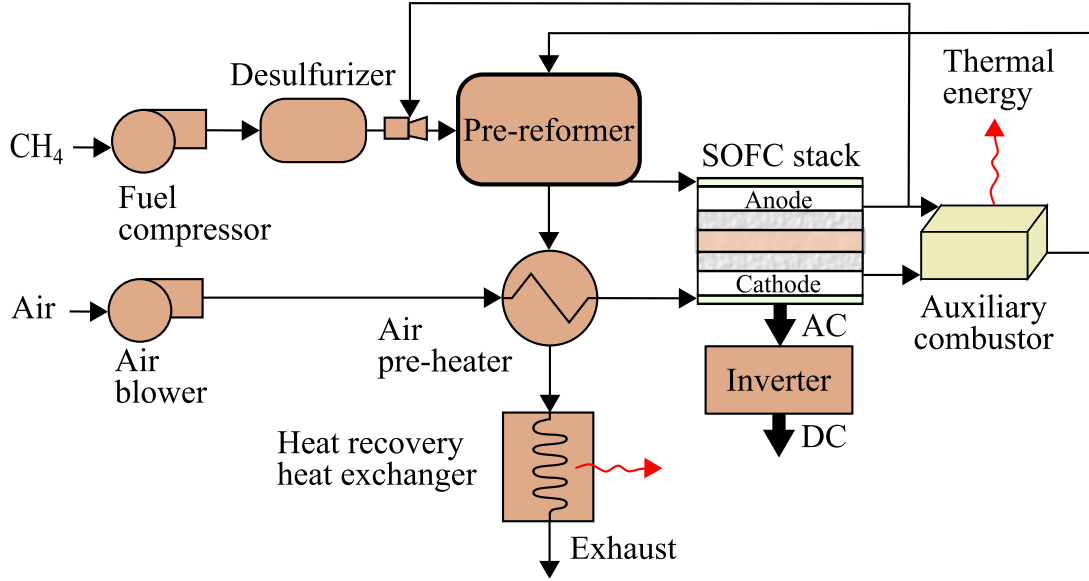 Desulfurizer
Thermal
energy
CH₄
Pre-reformer
SOFC stack
Fuel
compressor
Anode
Air
Cathode
Auxiliary
combustor
Air
blower
Air
pre-heater
AC
Inverter
DC
Heat recovery
heat exchanger
Exhaust